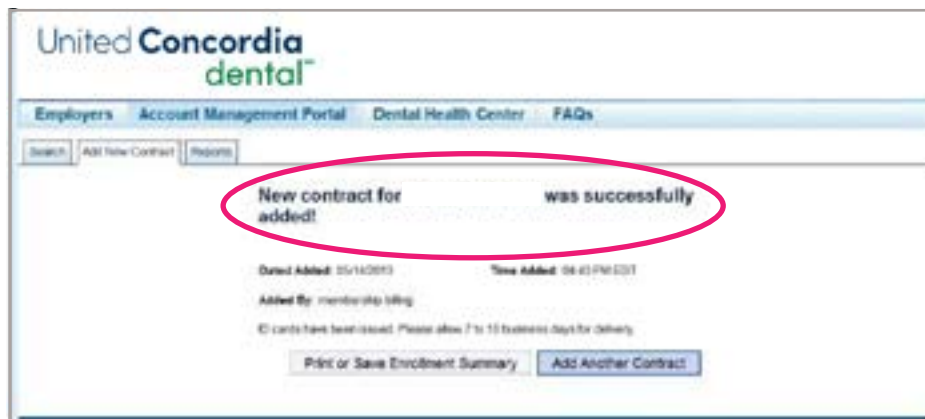 United Concordia
dental
Employers Account Management Portal Dental Health Center FAQs
Search Add New Contract Reports
New contract for was successfully
added!
Dated Added: 05/14/2013 Time Added: 04:43 PM EDT
Added By: membership billing
ID cards have been issued. Please allow 7 to 10 business days for delivery.
Print or Save Enrollment Summary Add Another Contract